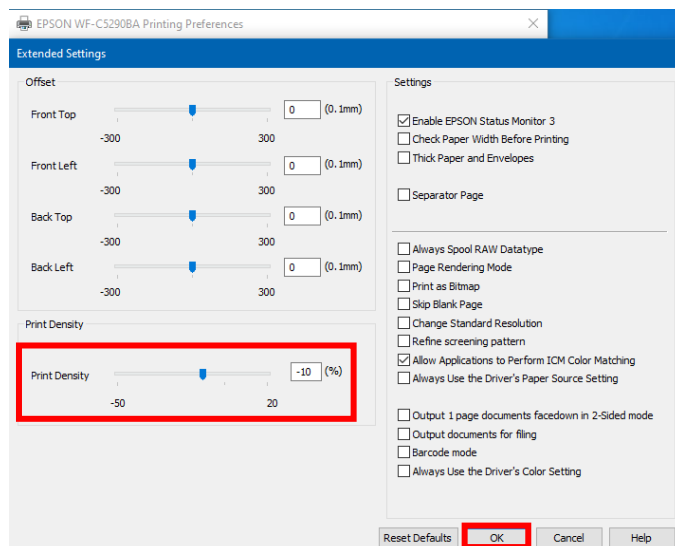 EPSON WF-C5290BA Printing Preferences
Extended Settings
Offset
Front Top
0 (0.1mm)
-300 300
Front Left
0 (0.1mm)
-300 300
Back Top
0 (0.1mm)
-300 300
Back Left
0 (0.1mm)
-300 300
Print Density
Print Density
-10 (%)
-50 20
Settings
Enable EPSON Status Monitor 3
Check Paper Width Before Printing
Thick Paper and Envelopes
Separator Page
Always Spool RAW Datatype
Page Rendering Mode
Print as Bitmap
Skip Blank Page
Change Standard Resolution
Refine screening pattern
Allow Applications to Perform ICM Color Matching
Always Use the Driver's Paper Source Setting
Output 1 page documents facedown in 2-Sided mode
Output documents for filing
Barcode mode
Always Use the Driver's Color Setting
Reset Defaults OK Cancel Help